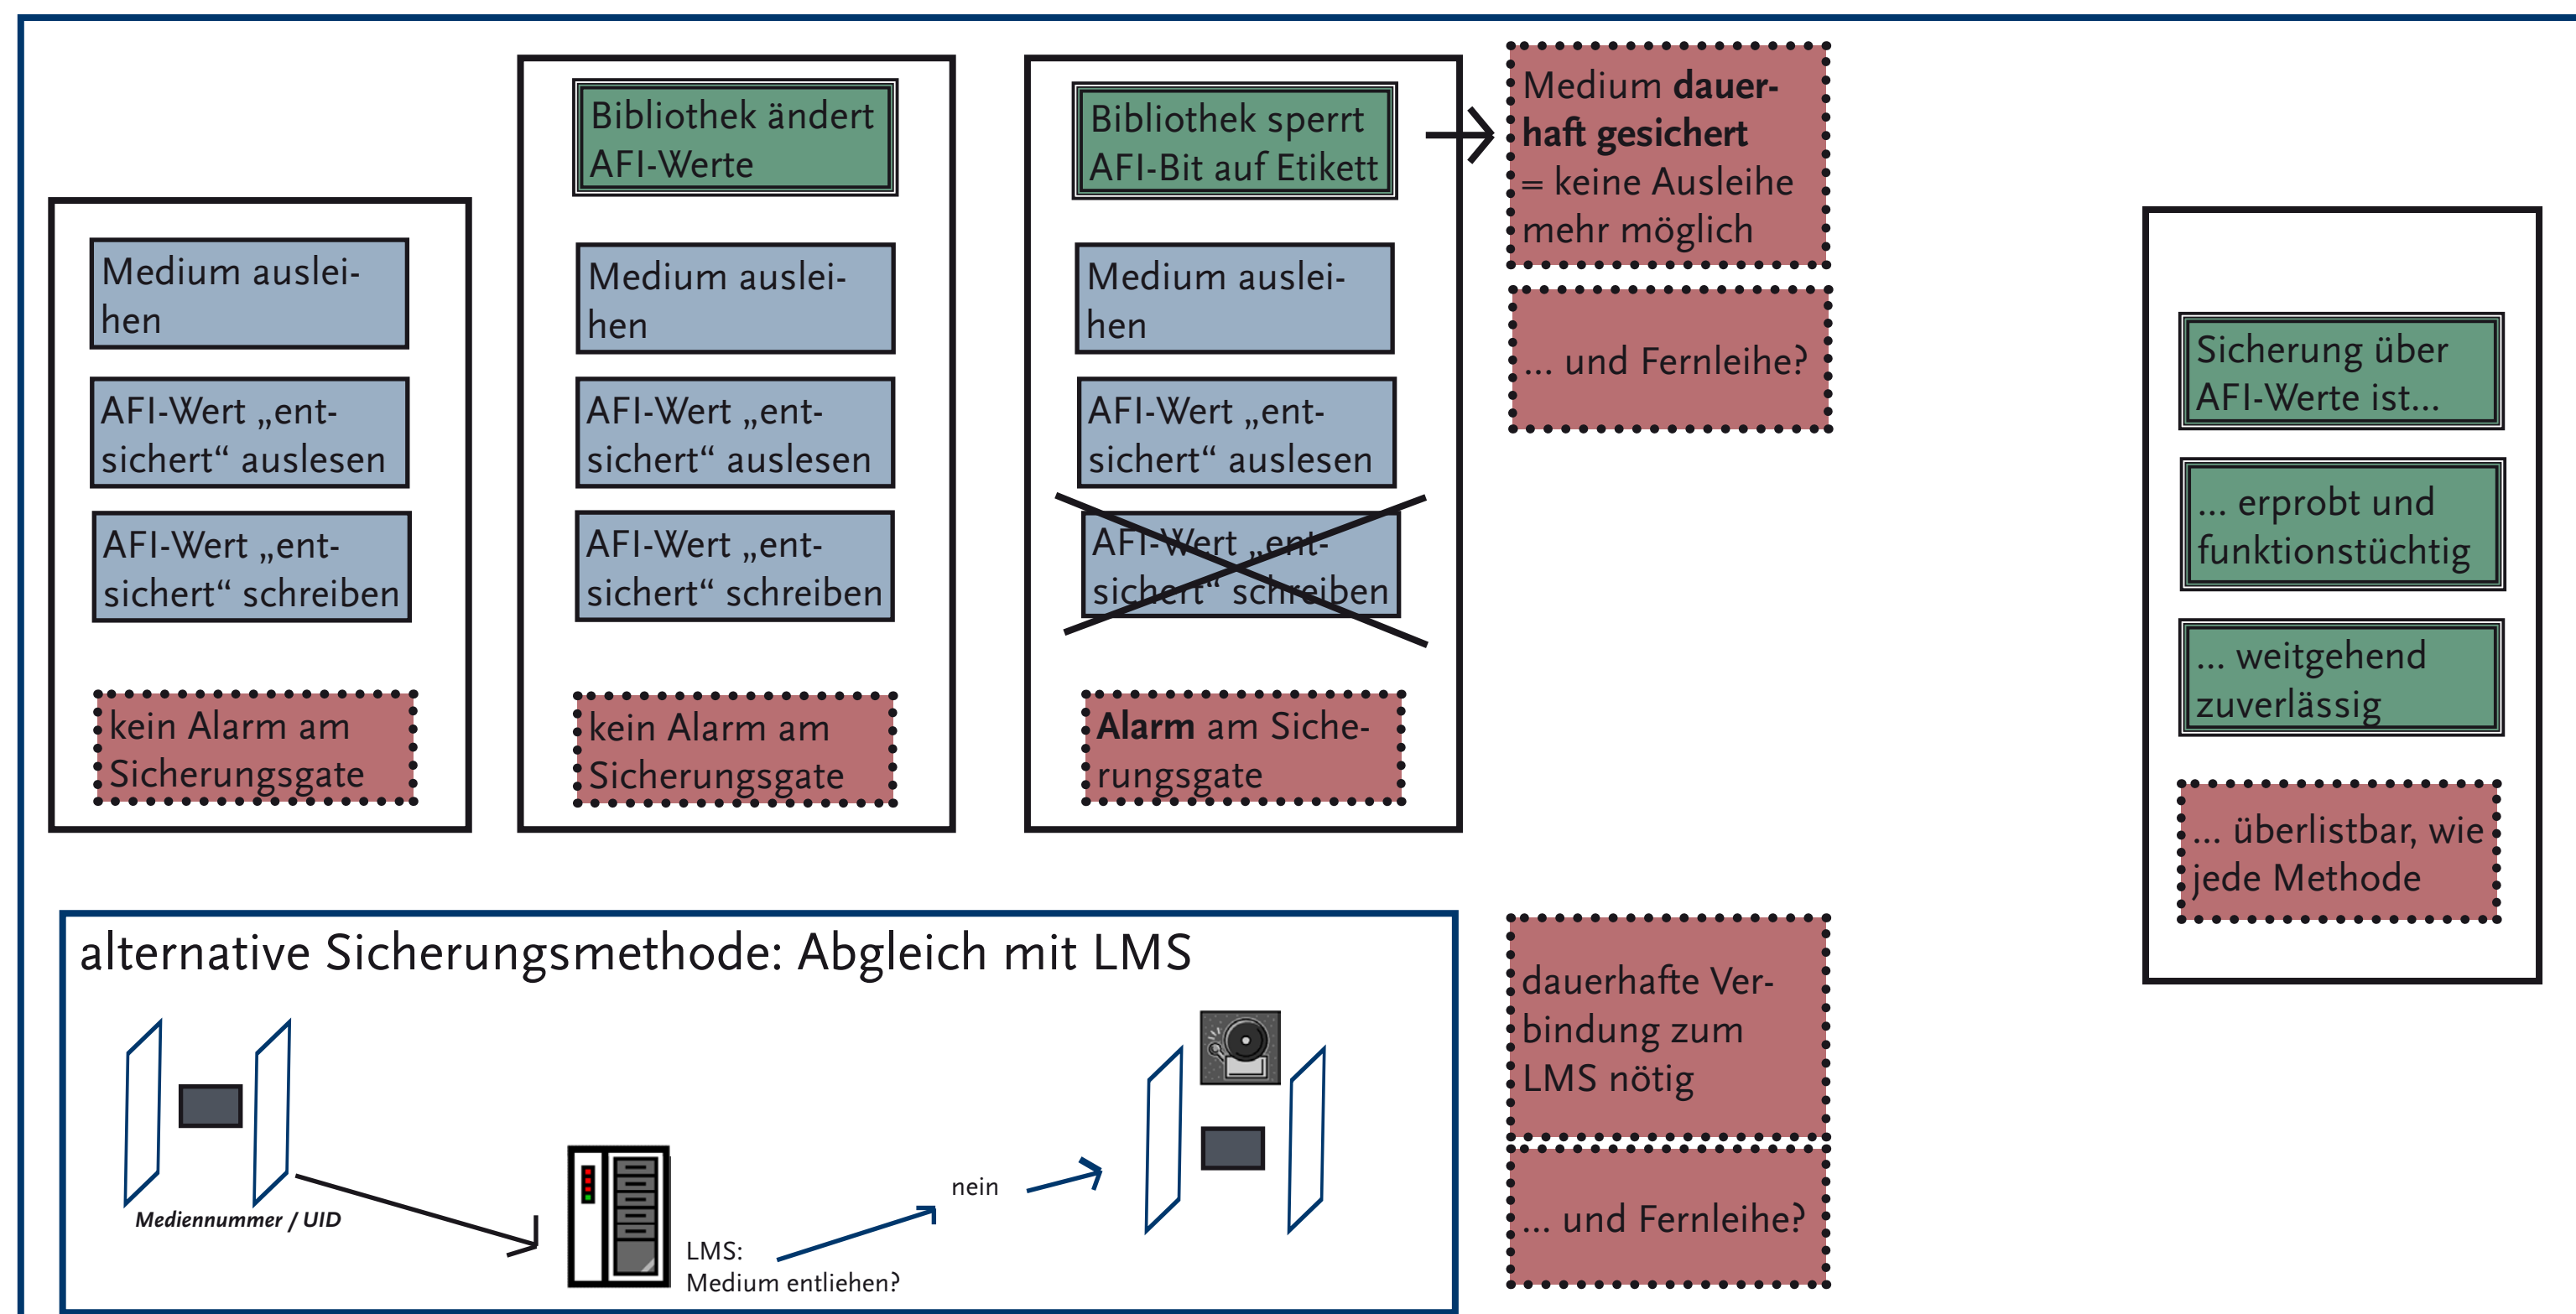 Medium auslei-
hen
AFI-Wert „ent-
sichert“ auslesen
AFI-Wert „ent-
sichert“ schreiben
kein Alarm am
Sicherungsgate
Bibliothek ändert
AFI-Werte
Medium auslei-
hen
AFI-Wert „ent-
sichert“ auslesen
AFI-Wert „ent-
sichert“ schreiben
kein Alarm am
Sicherungsgate
Bibliothek sperrt
AFI-Bit auf Etikett
Medium auslei-
hen
AFI-Wert „ent-
sichert“ auslesen
AFI-Wert „ent-
sichert“ schreiben
Alarm am Siche-
rungsgate
Medium dauer-
haft gesichert
= keine Ausleihe
mehr möglich
... und Fernleihe?
Sicherung über
AFI-Werte ist...
... erprobt und
funktionstüchtig
... weitgehend
zuverlässig
... überlistbar, wie
jede Methode
alternative Sicherungsmethode: Abgleich mit LMS
Mediennummer / UID
LMS:
Medium entliehen?
nein
dauerhafte Ver-
bindung zum
LMS nötig
... und Fernleihe?